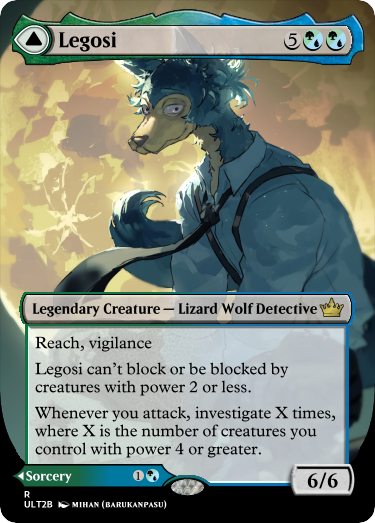 Legosi 5
Legendary Creature — Lizard Wolf Detective
Reach, vigilance
Legosi can't block or be blocked by
creatures with power 2 or less.
Whenever you attack, investigate X times,
where X is the number of creatures you
control with power 4 or greater.
Sorcery 1
6/6
R
ULT2B MIHAN (BARUKANPASU)